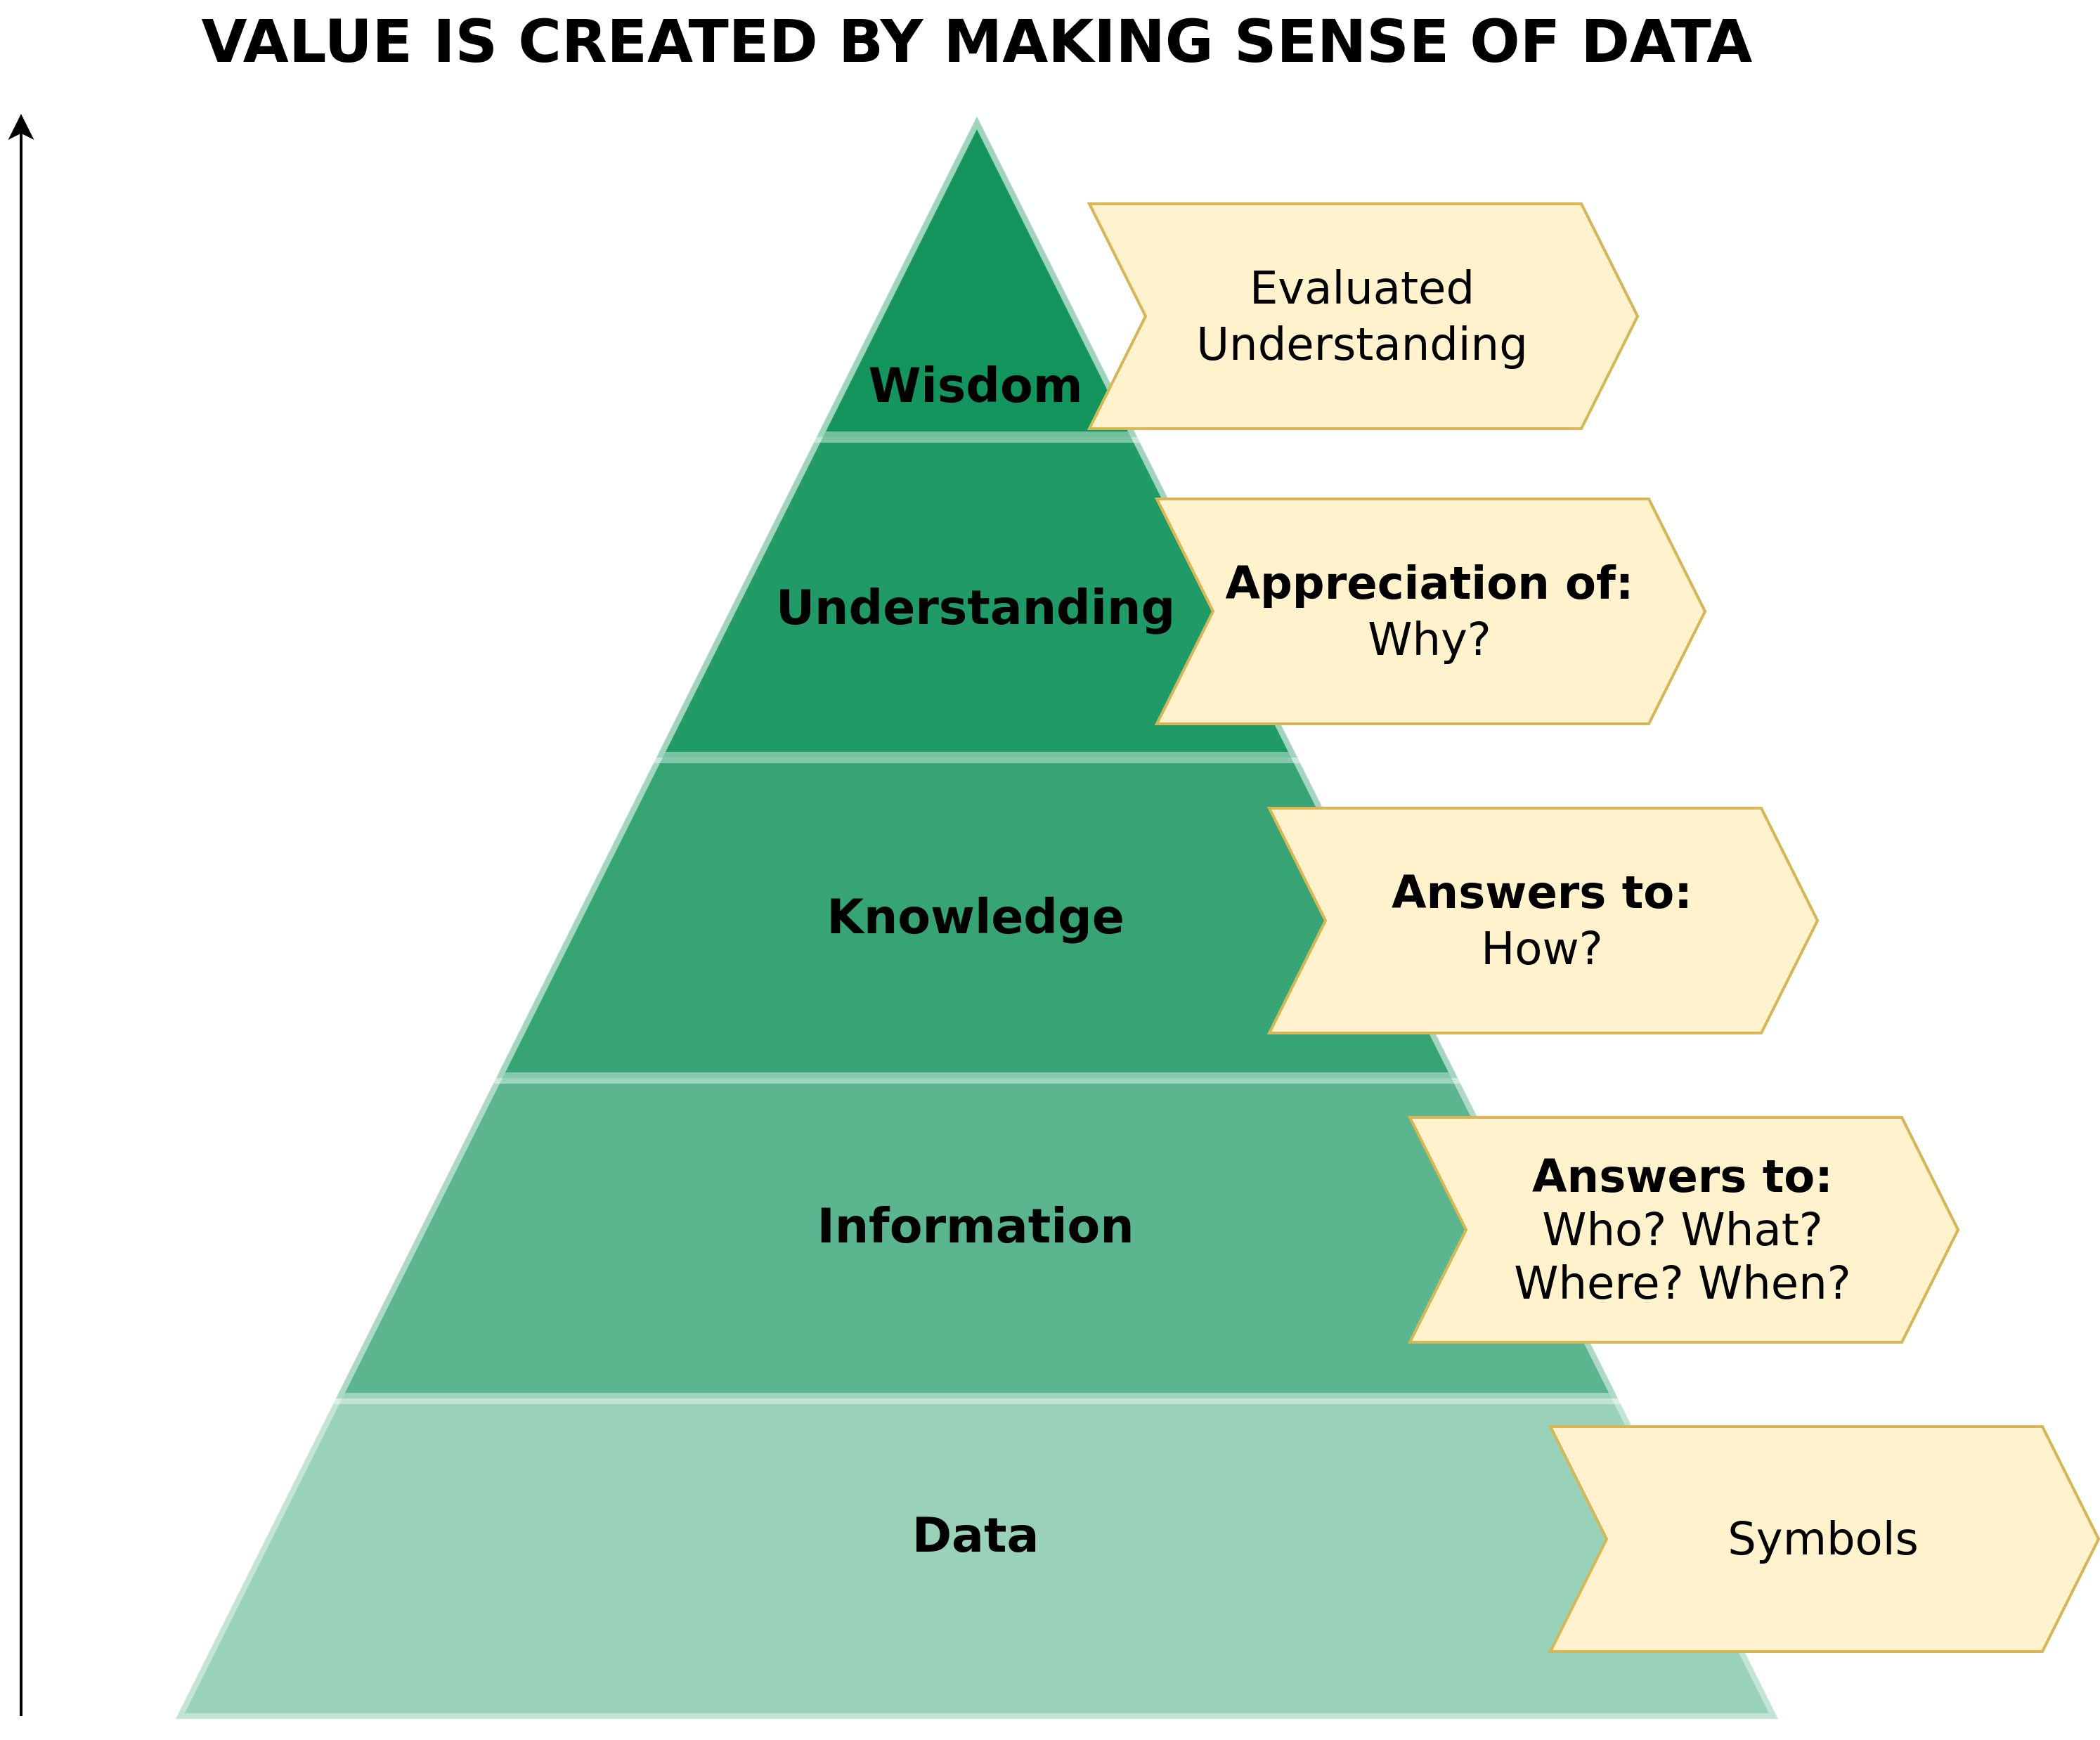 VALUE IS CREATED BY MAKING SENSE OF DATA
Wisdom
Evaluated
Understanding
Understanding
Appreciation of:
Why?
Knowledge
Answers to:
How?
Information
Answers to:
Who? What?
Where? When?
Data
Symbols